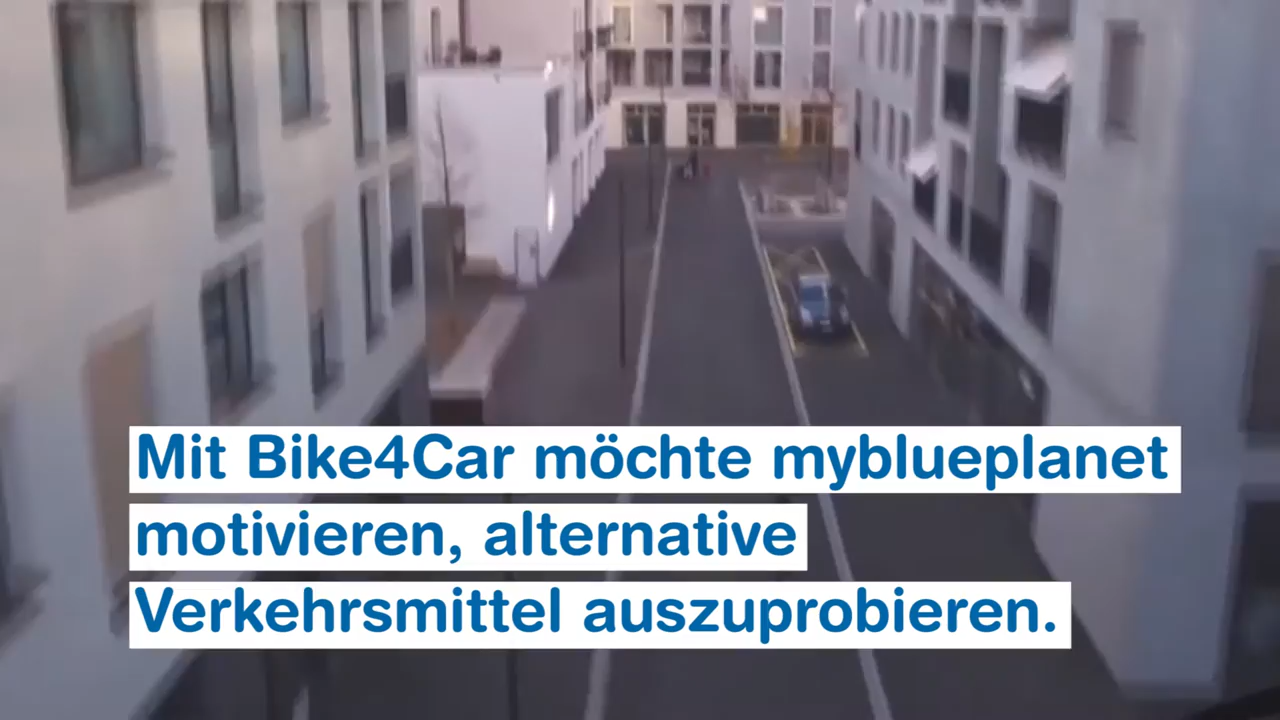 Mit Bike4Car möchte myblueplanet
motivieren, alternative
Verkehrsmittel auszuprobieren.